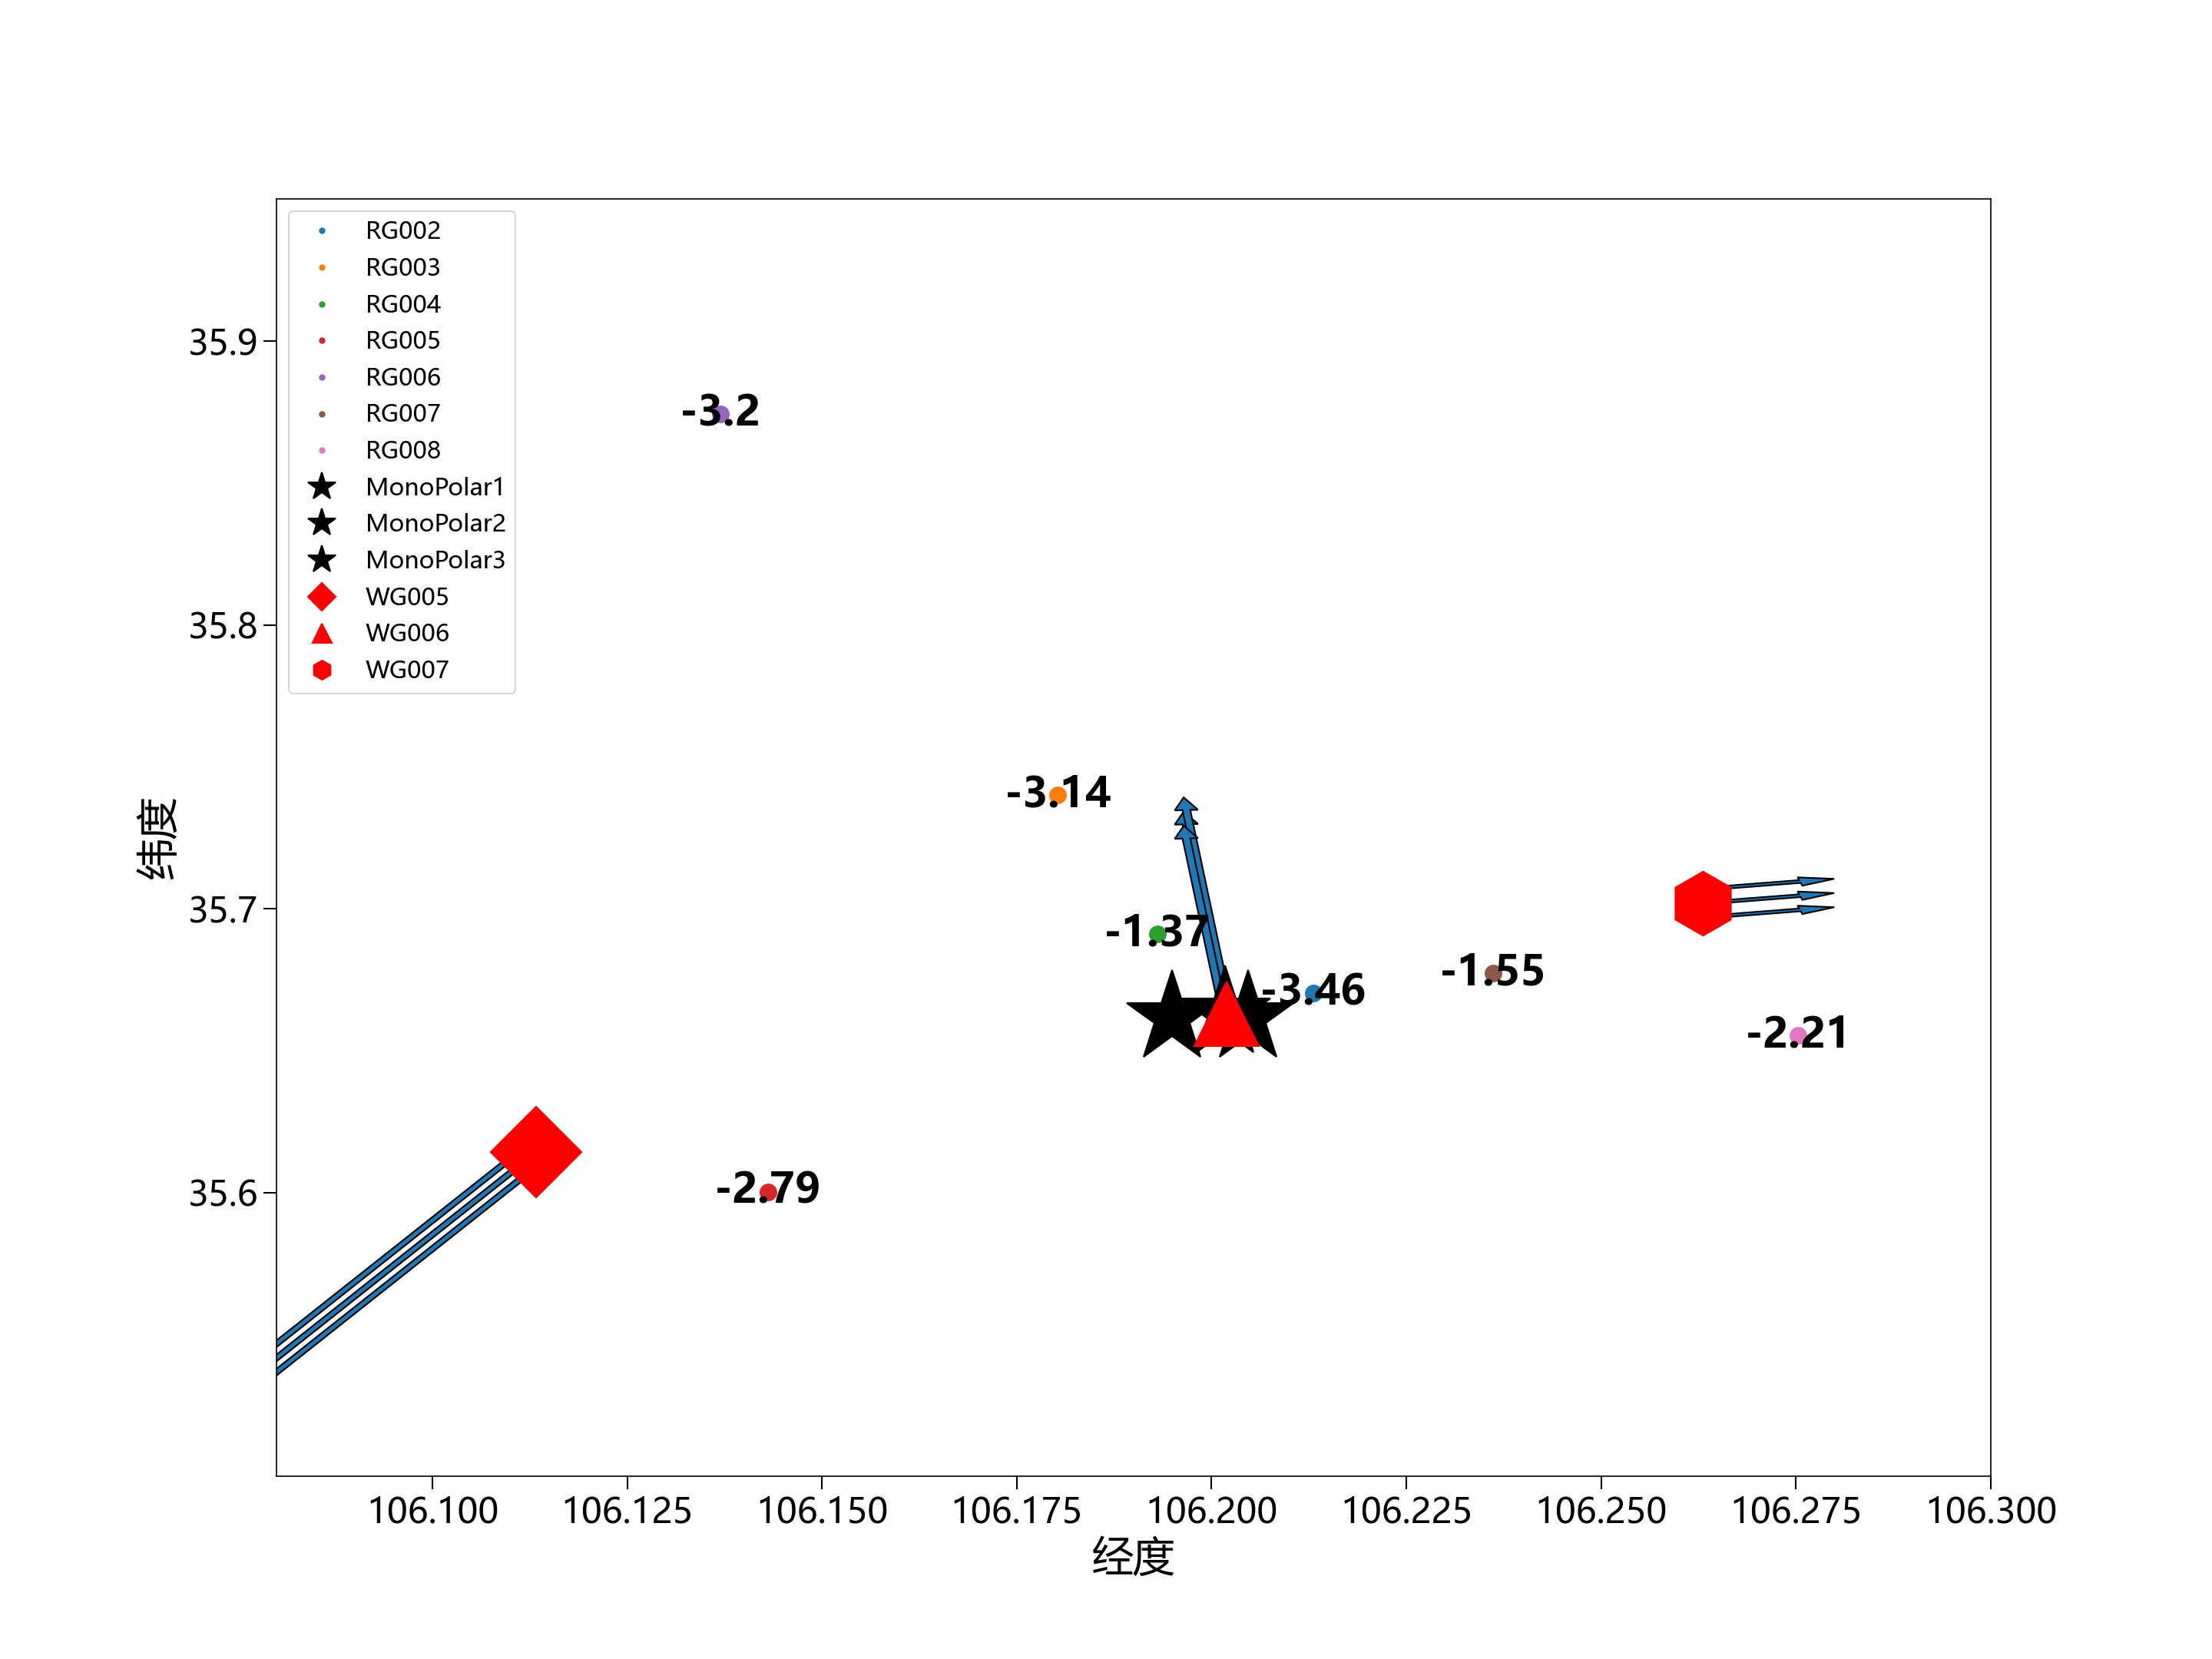 RG002
RG003
RG004
RG005
RG006
RG007
RG008
MonoPolar1
MonoPolar2
MonoPolar3
WG005
WG006
WG007
35.9
35.8
35.7
35.6
纬度
-3.2
-3.14
-1.37
-3.46
-1.55
-2.21
-2.79
106.100
106.125
106.150
106.175
106.200
106.225
106.250
106.275
106.300
经度